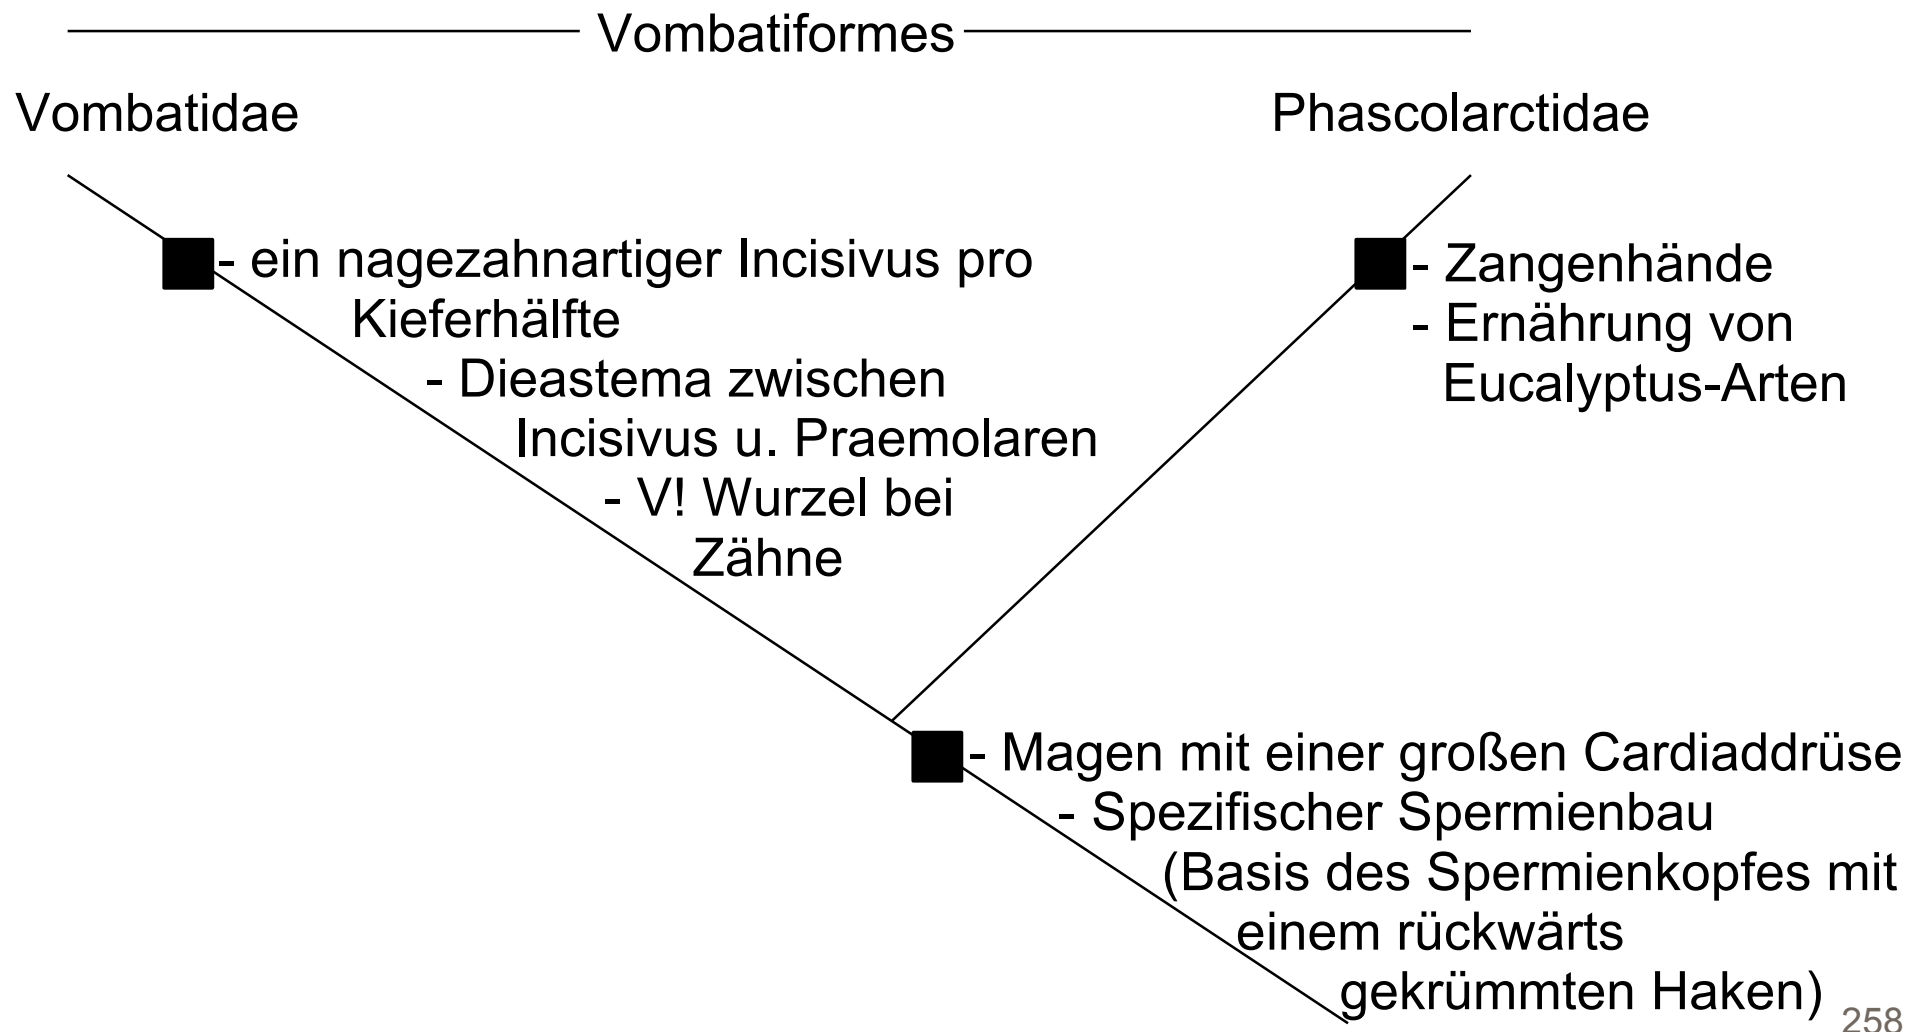 Vombatiformes
Vombatidae
Phascolarctidae
- ein nagezahnartiger Incisivus pro
Kieferhälfte
- Dieastema zwischen
Incisivus u. Praemolaren
- V! Wurzel bei
Zähne
- Zangenhände
- Ernährung von
Eucalyptus-Arten
- Magen mit einer großen Cardiaddrüse
- Spezifischer Spermienbau
(Basis des Spermienkopfes mit
einem rückwärts
gekrümmten Haken)
258